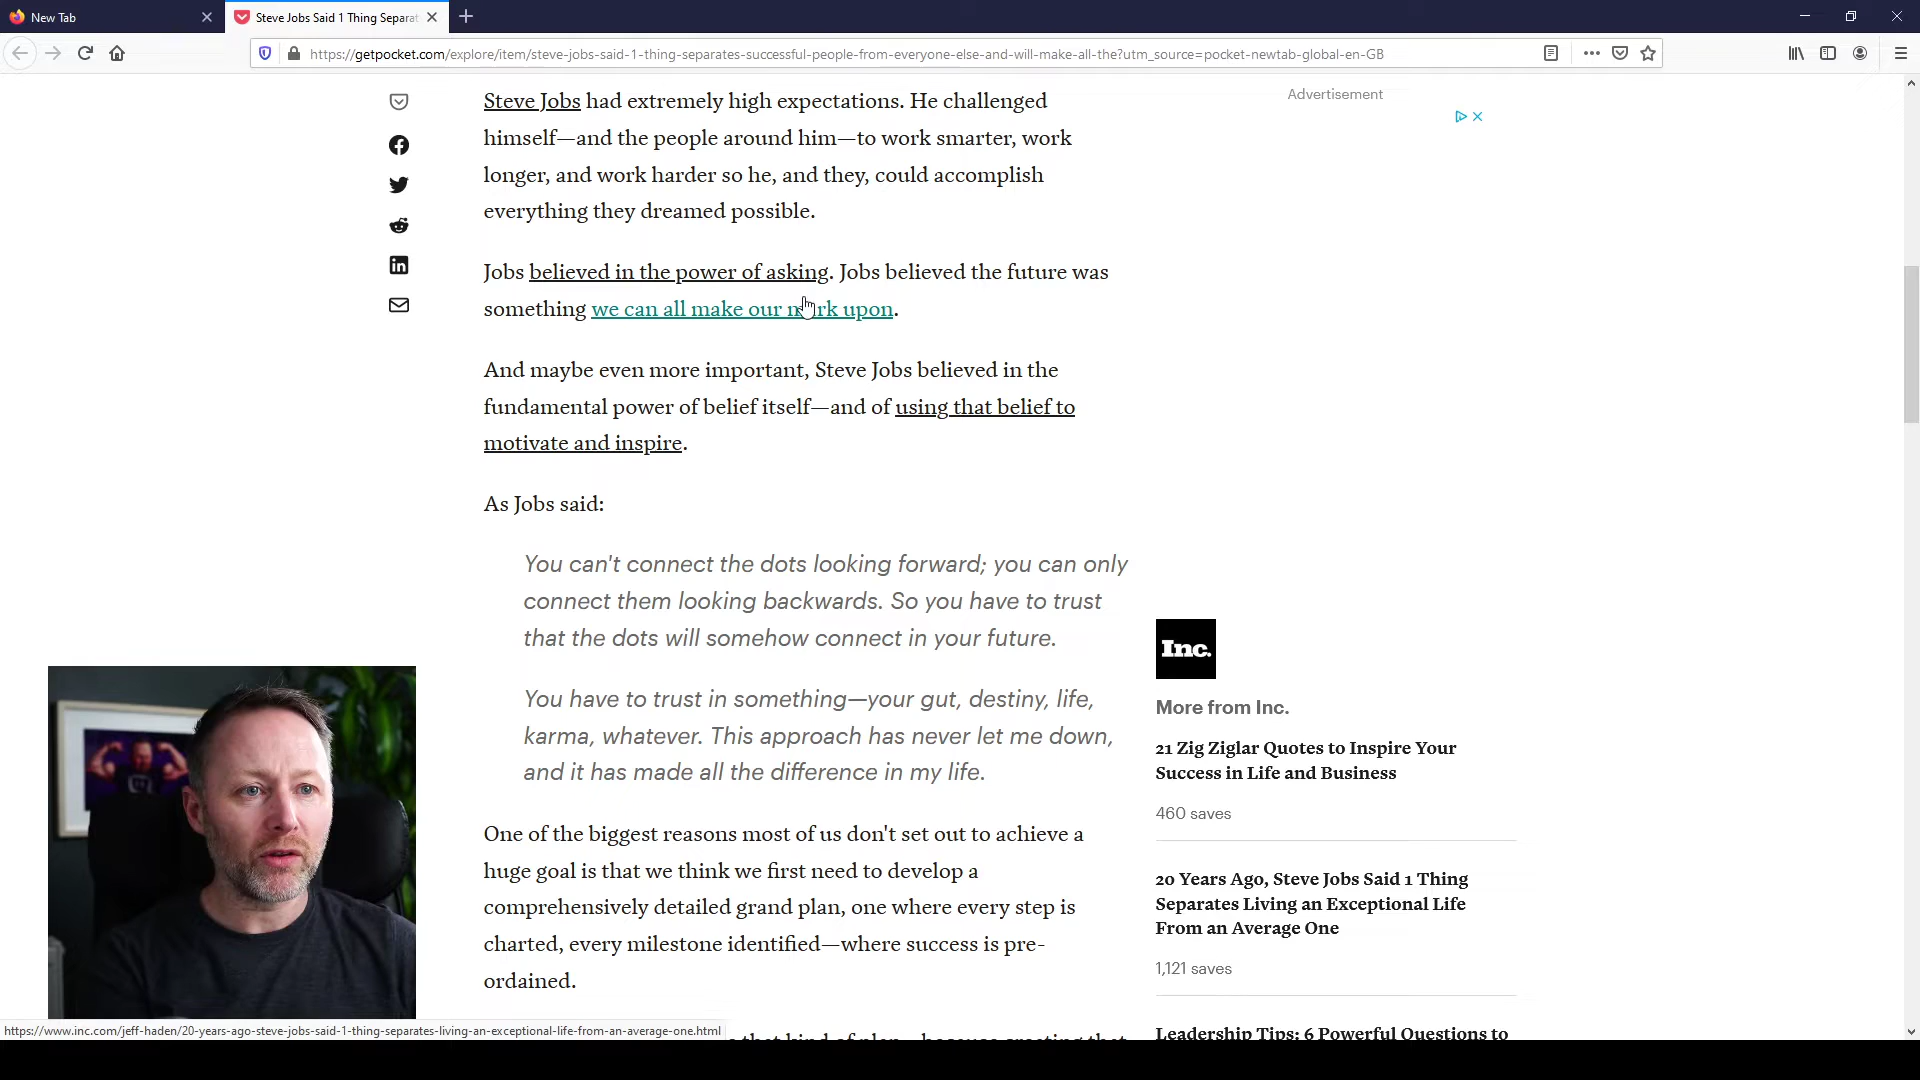 New Tab
Steve Jobs Said 1 Thing Separat
https://getpocket.com/explore/item/steve-jobs-said-1-thing-separates-successful-people-from-everyone-else-and-will-make-all-the?utm_source=pocket-newtab-global-en-GB
Steve Jobs had extremely high expectations. He challenged
himself—and the people around him—to work smarter, work
longer, and work harder so he, and they, could accomplish
everything they dreamed possible.
Jobs believed in the power of asking. Jobs believed the future was
something we can all make our mark upon.
And maybe even more important, Steve Jobs believed in the
fundamental power of belief itself—and of using that belief to
motivate and inspire.
As Jobs said:
You can't connect the dots looking forward; you can only
connect them looking backwards. So you have to trust
that the dots will somehow connect in your future.
You have to trust in something—your gut, destiny, life,
karma, whatever. This approach has never let me down,
and it has made all the difference in my life.
One of the biggest reasons most of us don't set out to achieve a
huge goal is that we think we first need to develop a
comprehensively detailed grand plan, one where every step is
charted, every milestone identified—where success is pre-
ordained.
that kind of plan—because creating that
Advertisement
Inc.
More from Inc.
21 Zig Ziglar Quotes to Inspire Your
Success in Life and Business
460 saves
20 Years Ago, Steve Jobs Said 1 Thing
Separates Living an Exceptional Life
From an Average One
1,121 saves
Leadership Tips: 6 Powerful Questions to
https://www.inc.com/jeff-haden/20-years-ago-steve-jobs-said-1-thing-separates-living-an-exceptional-life-from-an-average-one.html